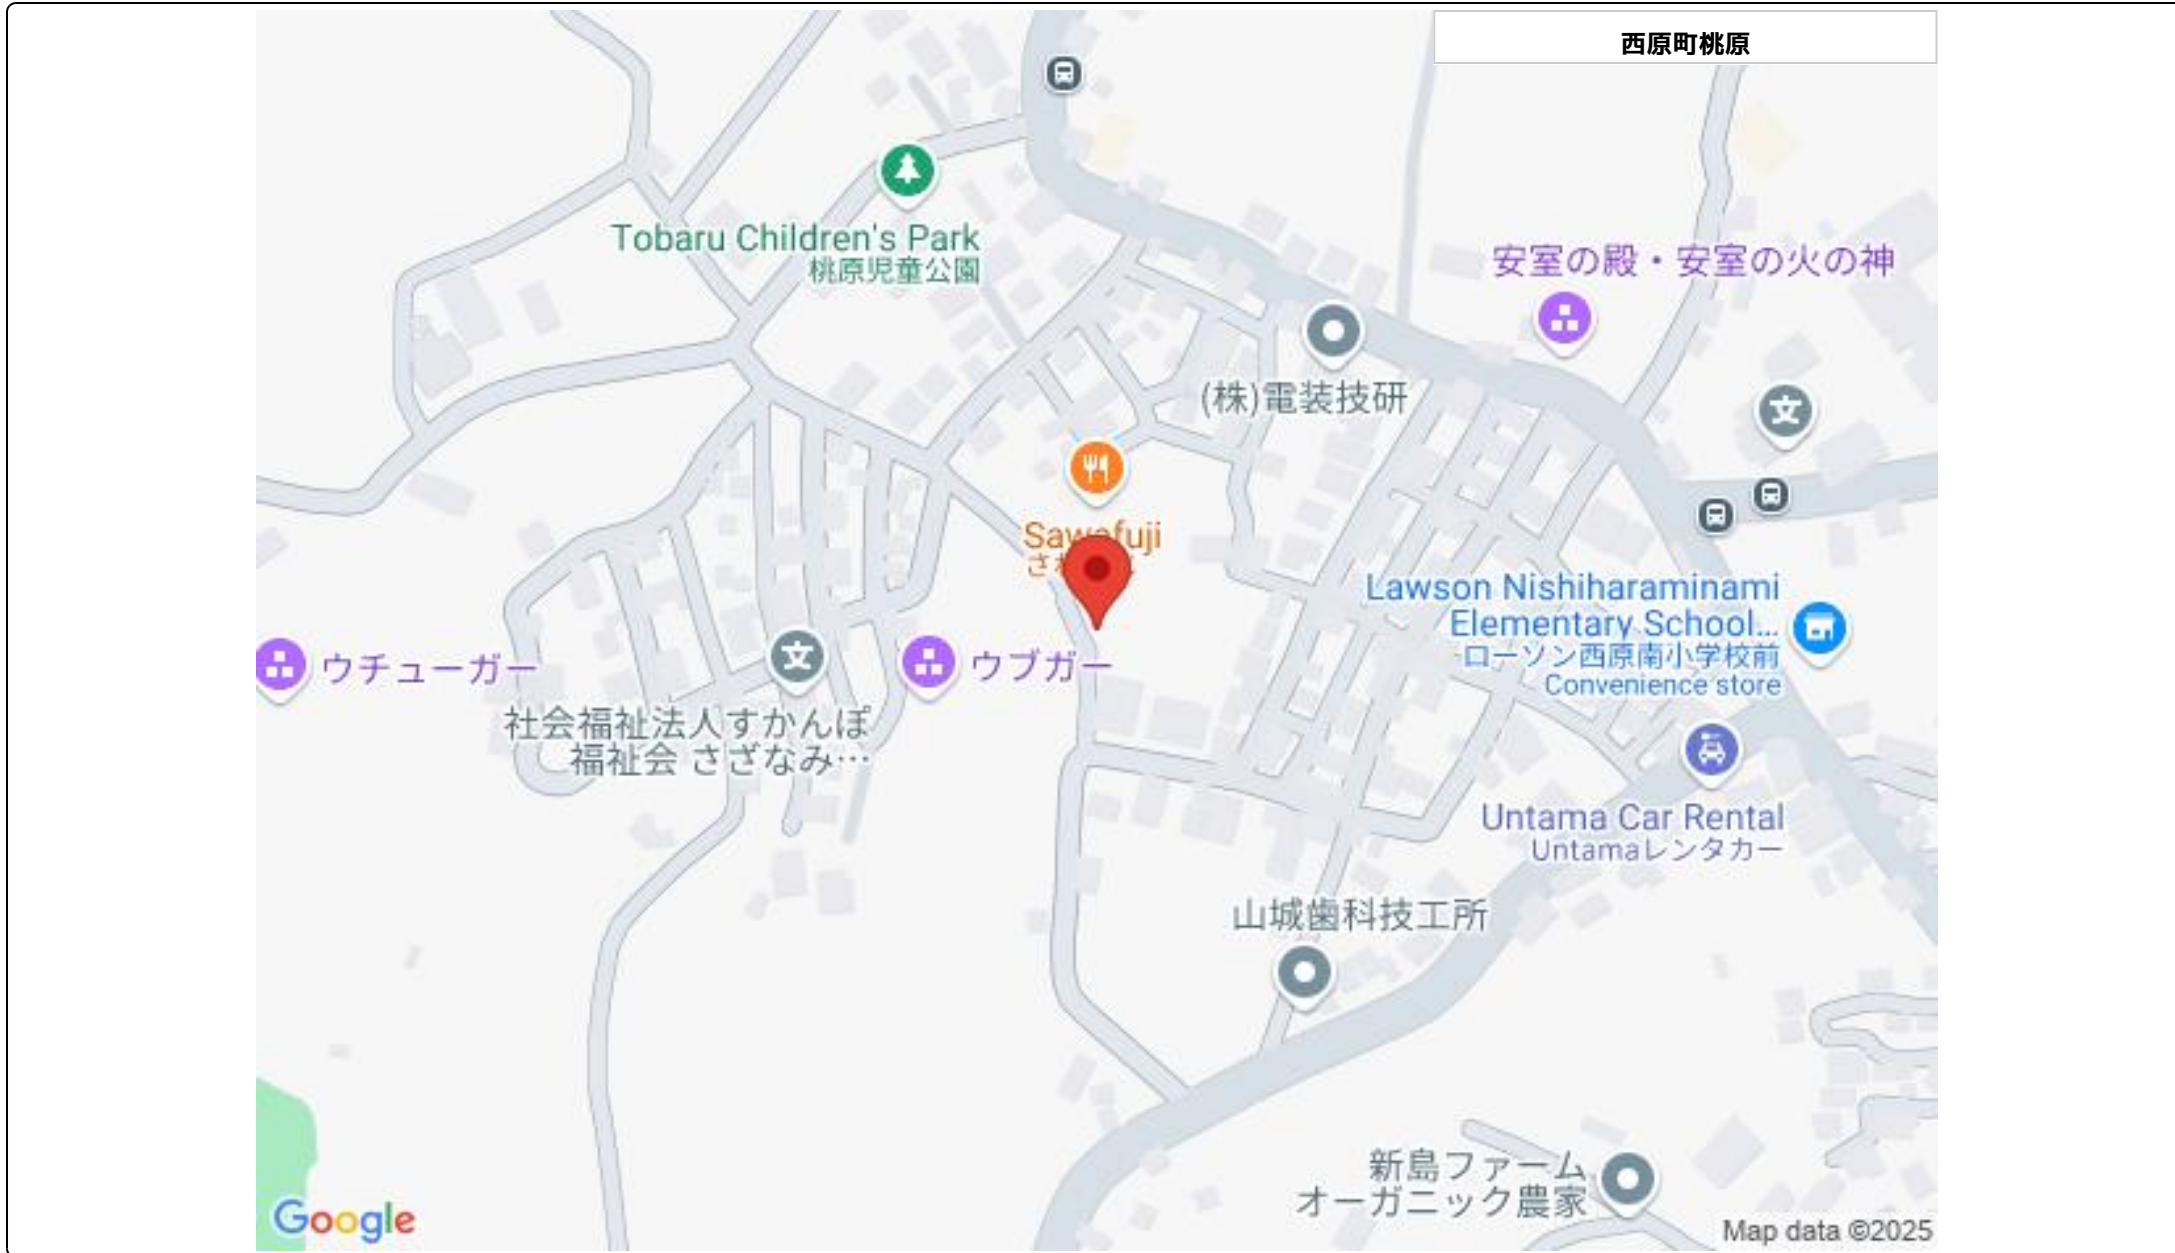 西原町桃原
Tobaru Children's Park
桃原児童公園
安室の殿・安室の火の神
(株)電装技研
Sawafuji
Lawson Nishiharaminami
Elementary School...
ローソン西原南小学校前
Convenience store
ウチューガー
ウブガー
社会福祉法人すかんぽ
福祉会 さざなみ…
Untama Car Rental
Untamaレンタカー
山城歯科技工所
新島ファーム
オーガニック農家
Google
Map data ©2025